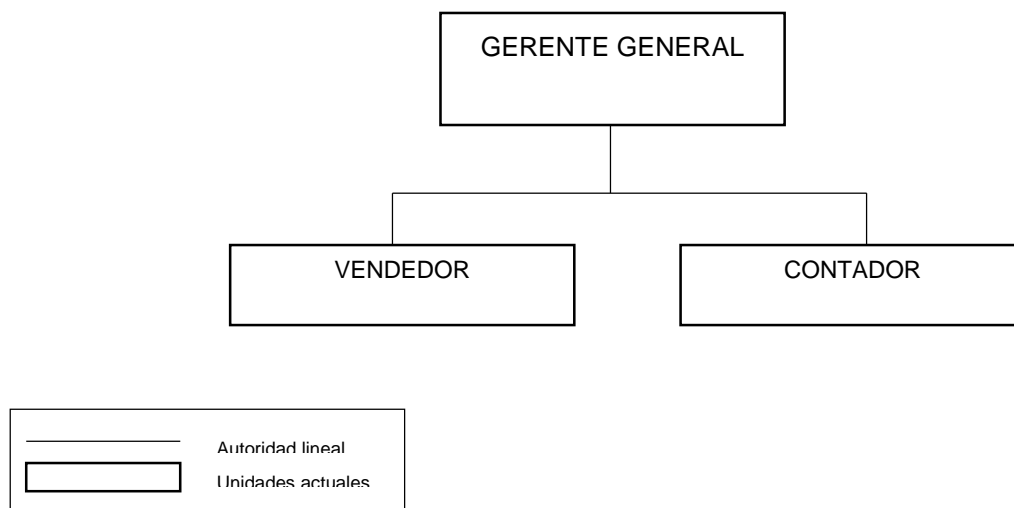 GERENTE GENERAL
VENDEDOR
CONTADOR
Autoridad lineal
Unidades actuales